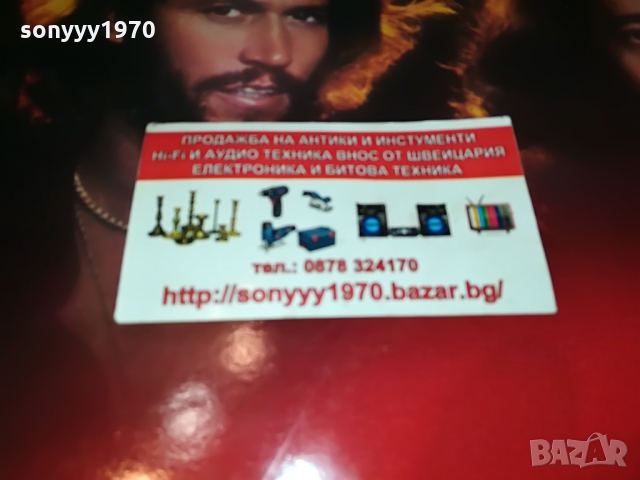 sonyyy1970
ПРОДАЖБА НА АНТИКИ И ИНСТУМЕНТИ
Hi-Fi И АУДИО ТЕХНИКА ВНОС ОТ ШВЕЙЦАРИЯ
ЕЛЕКТРОНИКА И БИТОВА ТЕХНИКА
тел.: 0878 324170
http://sonyyy1970.bazar.bg/
BAZAR
sonyyy1970